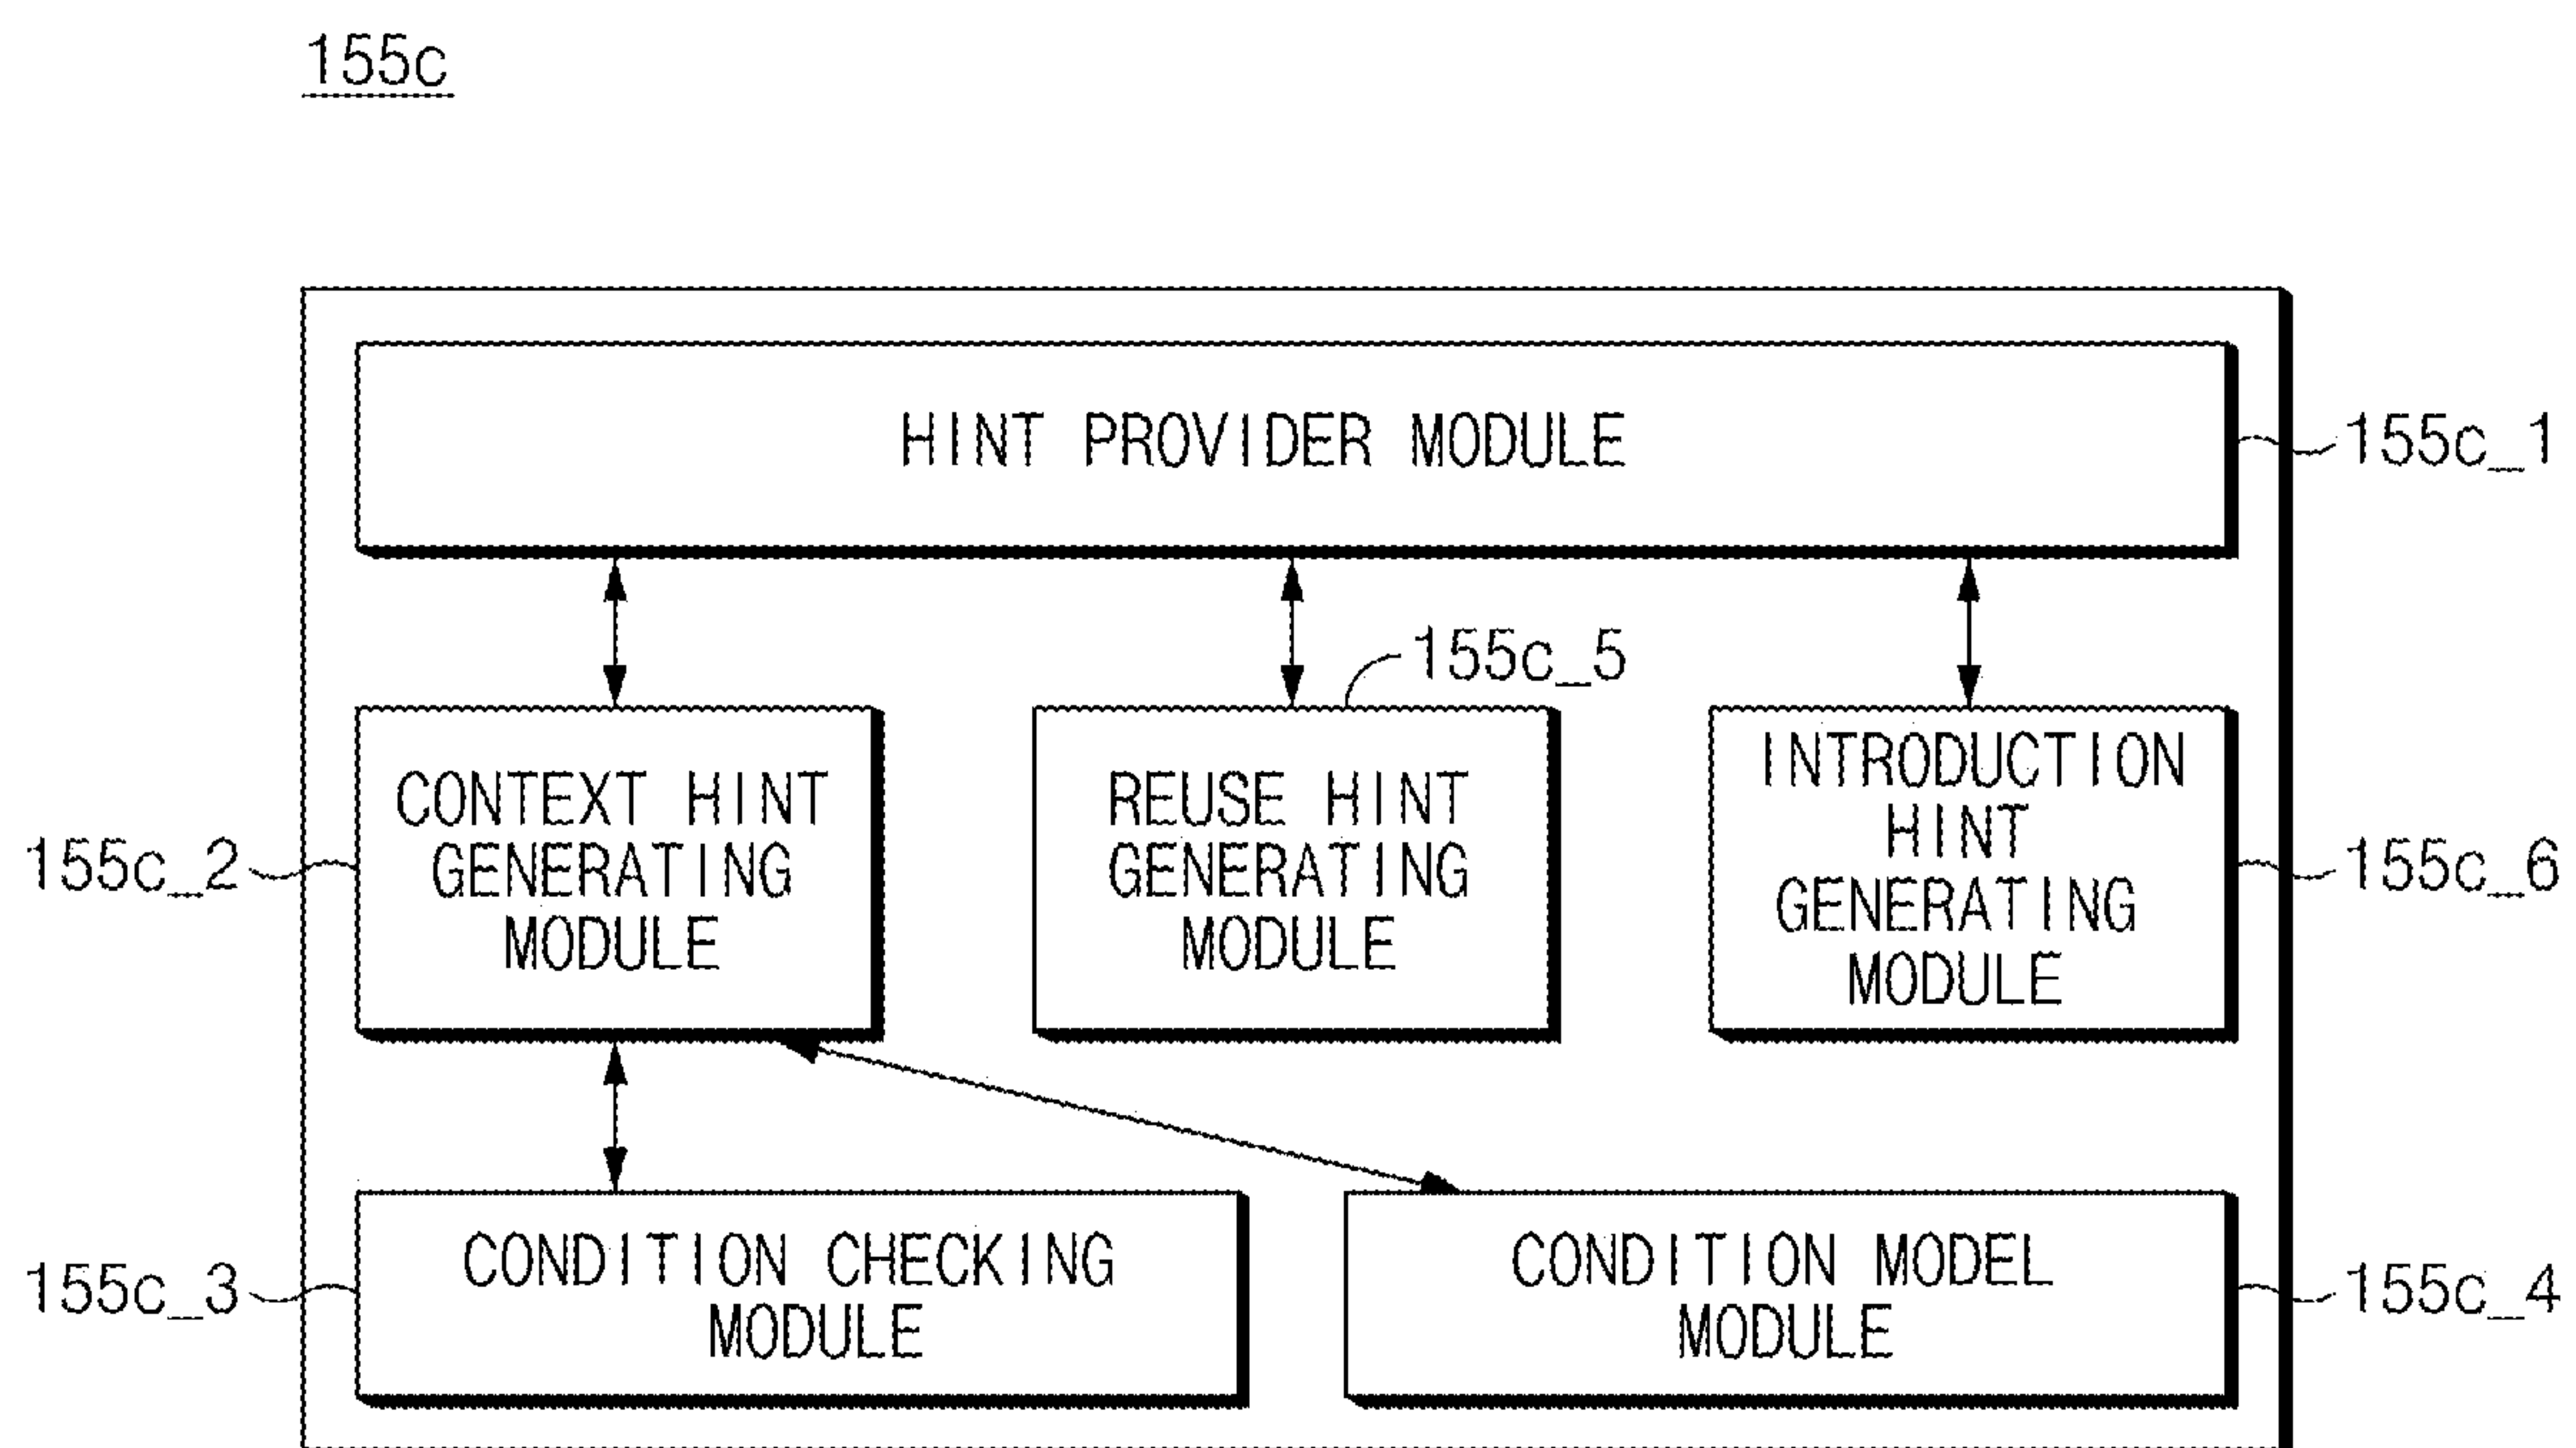 155c
HINT PROVIDER MODULE
155c_1
155c_5
CONTEXT HINT
GENERATING
MODULE
155c_2
REUSE HINT
GENERATING
MODULE
INTRODUCTION
HINT
GENERATING
MODULE
155c_6
CONDITION CHECKING
MODULE
155c_3
CONDITION MODEL
MODULE
155c_4